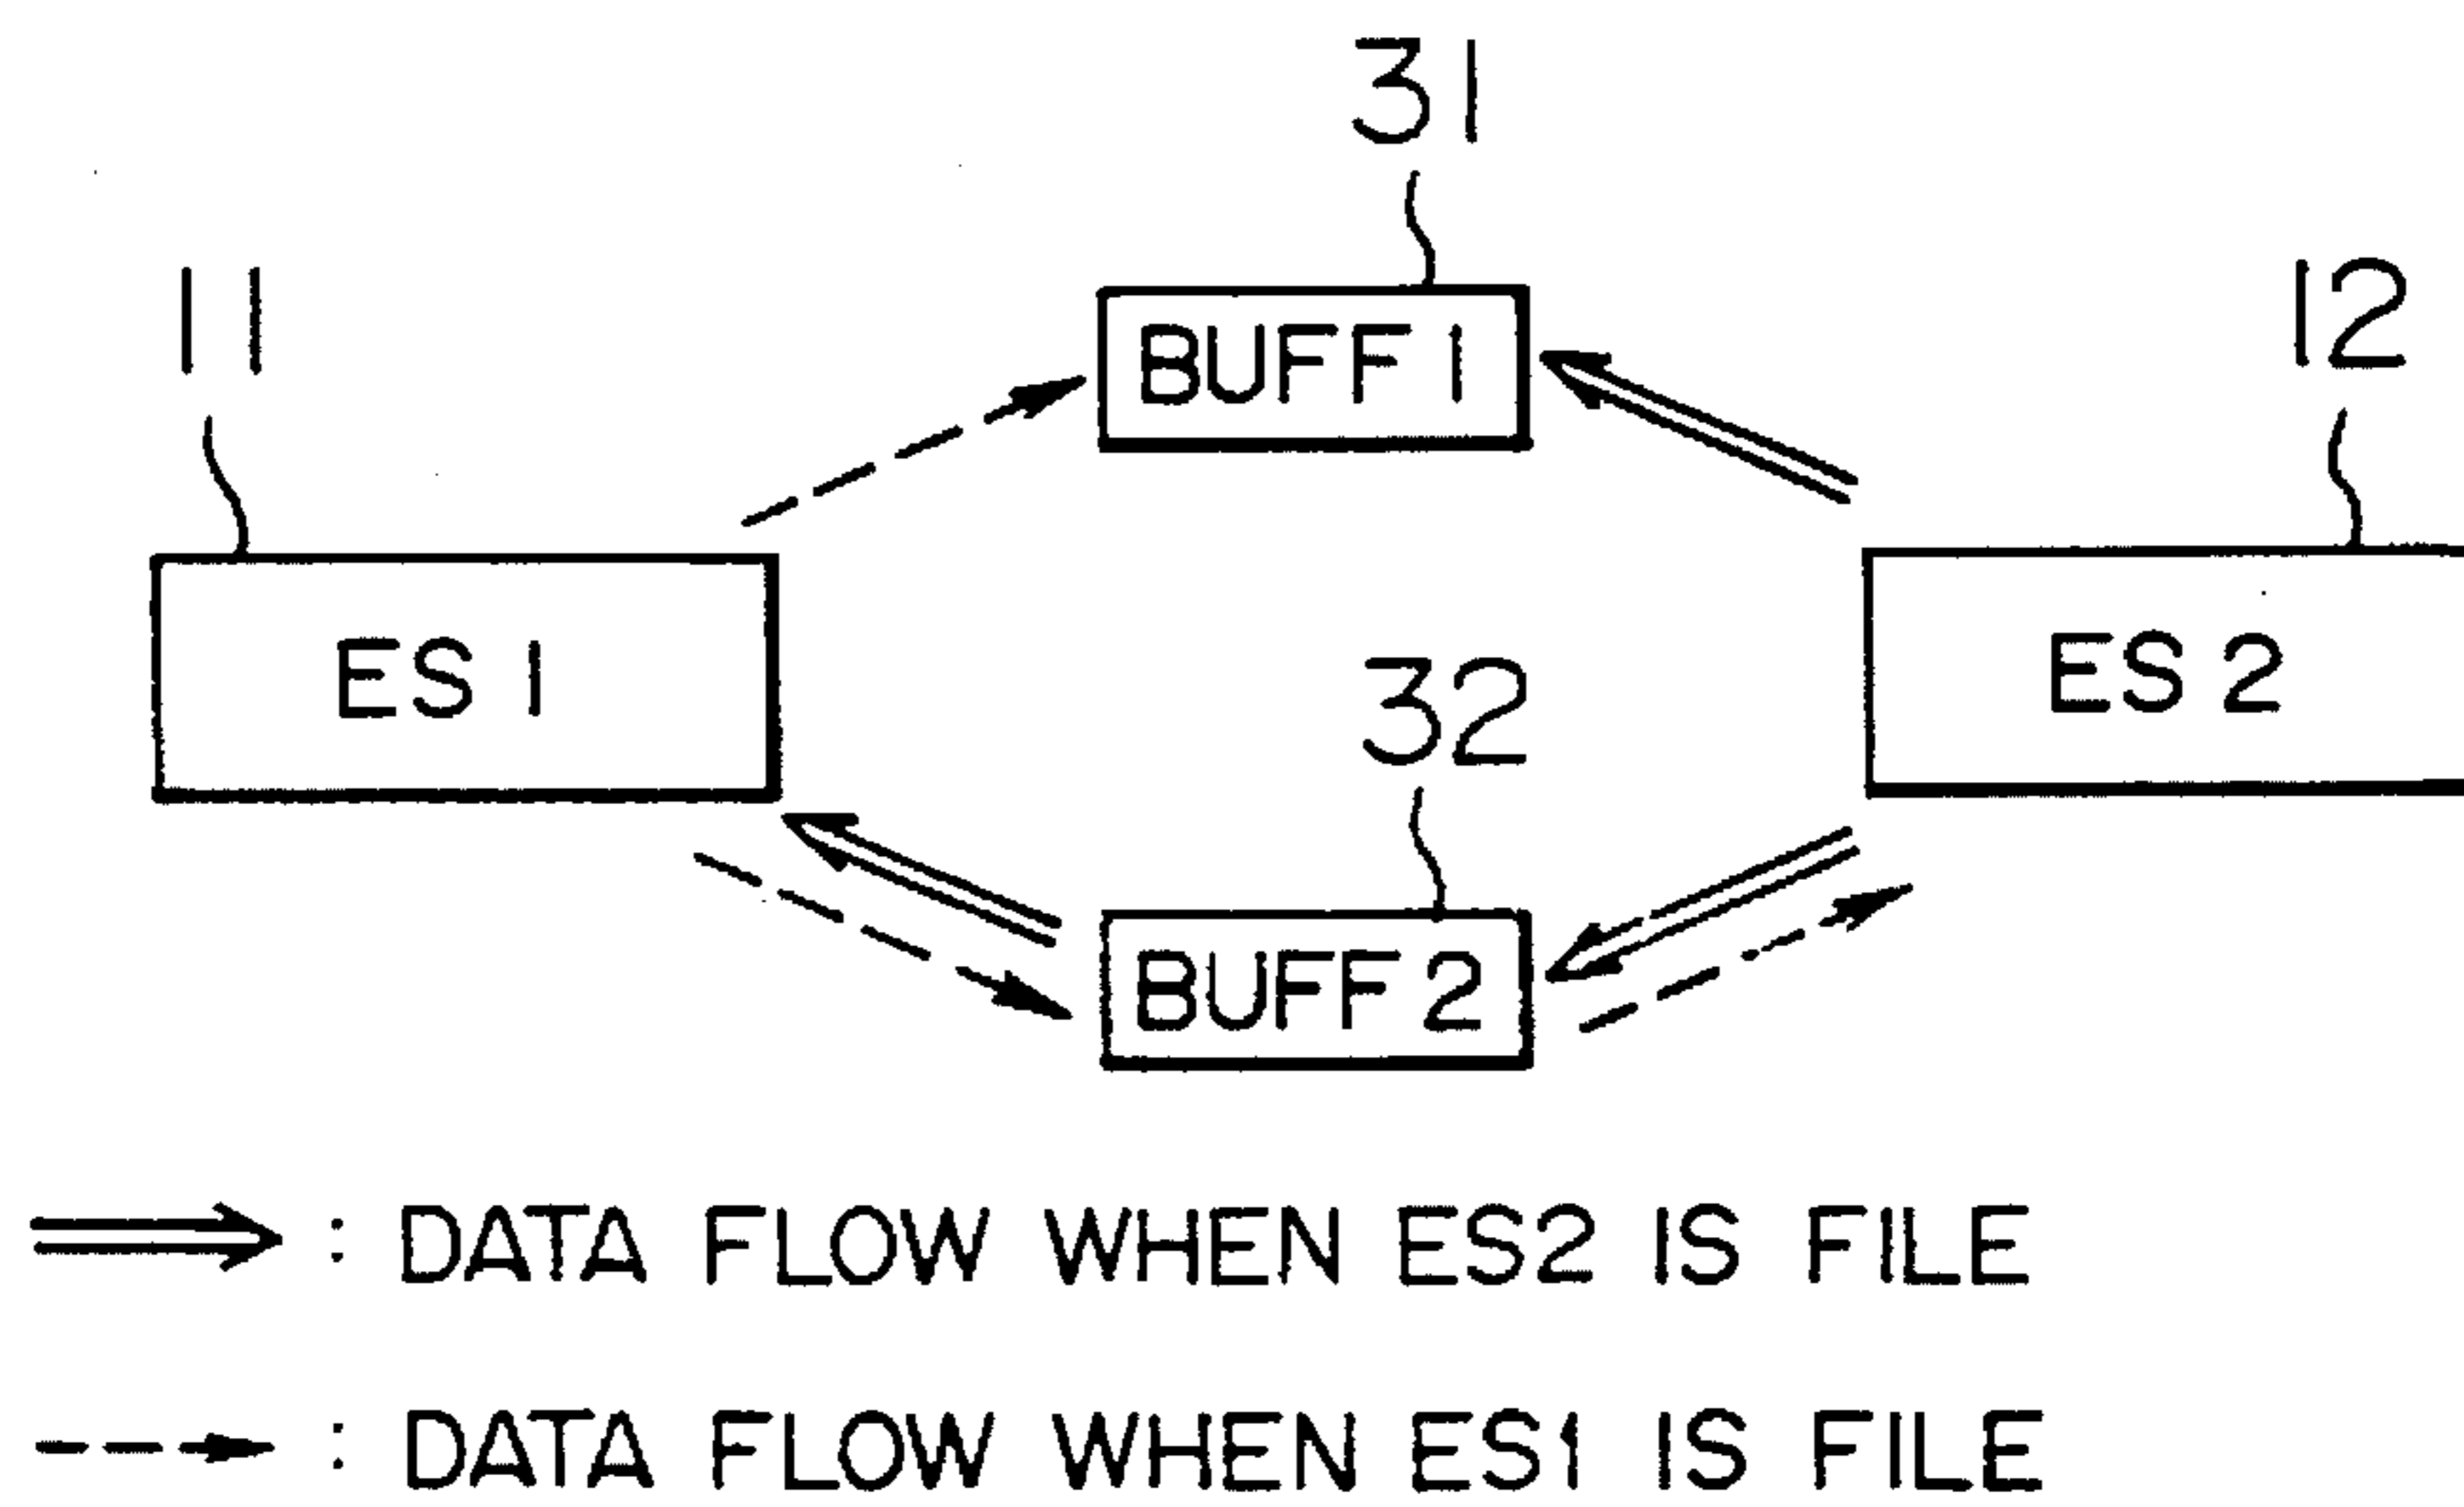 31
11
12
BUFF 1
ES 1
ES 2
32
BUFF 2
: DATA FLOW WHEN ES2 IS FILE
: DATA FLOW WHEN ES1 IS FILE